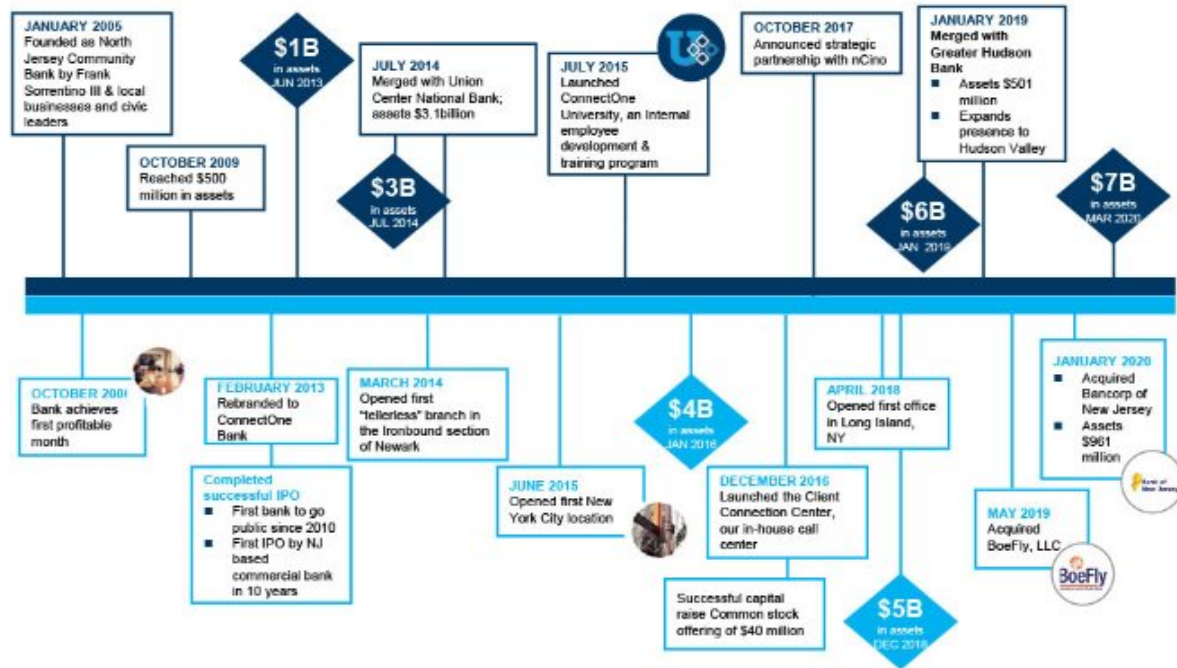 JANUARY 2005
Founded as North
Jersey Community
Bank by Frank
Sorrentino III & local
businesses and civic
leaders
OCTOBER 2009
Reached $500
million in assets
$1B
in assets
JUN 2013
JULY 2014
Merged with Union
Center National Bank;
assets $3.1billion
$3B
in assets
JUL 2014
U
JULY 2015
Launched
ConnectOne
University, an Internal
employee
development &
training program
OCTOBER 2017
Announced strategic
partnership with nCino
JANUARY 2019
Merged with
Greater Hudson
Bank
■ Assets $501
million
■ Expands
presence to
Hudson Valley
$6B
in assets
JAN 2019
$7B
in assets
MAR 2020
OCTOBER
Bank achieves
first profitable
month
FEBRUARY 2013
Rebranded to
ConnectOne
Bank
Completed
successful IPO
■ First bank to go
public since 2010
■ First IPO by NJ
based
commercial bank
in 10 years
MARCH 2014
Opened first
"tellerless" branch in
the Ironbound section
of Newark
JUNE 2015
Opened first New
York City location
$4B
in assets
JAN 2016
DECEMBER 2016
Launched the Client
Connection Center,
our in-house call
center
Successful capital
raise Common stock
offering of $40 million
APRIL 2018
Opened first office
in Long Island,
NY
$5B
in assets
DEC 2018
MAY 2019
Acquired
BoeFly, LLC
BoeFly
JANUARY 2020
■ Acquired
Bancorp of
New Jersey
■ Assets
$961
million
Bank of
New Jersey